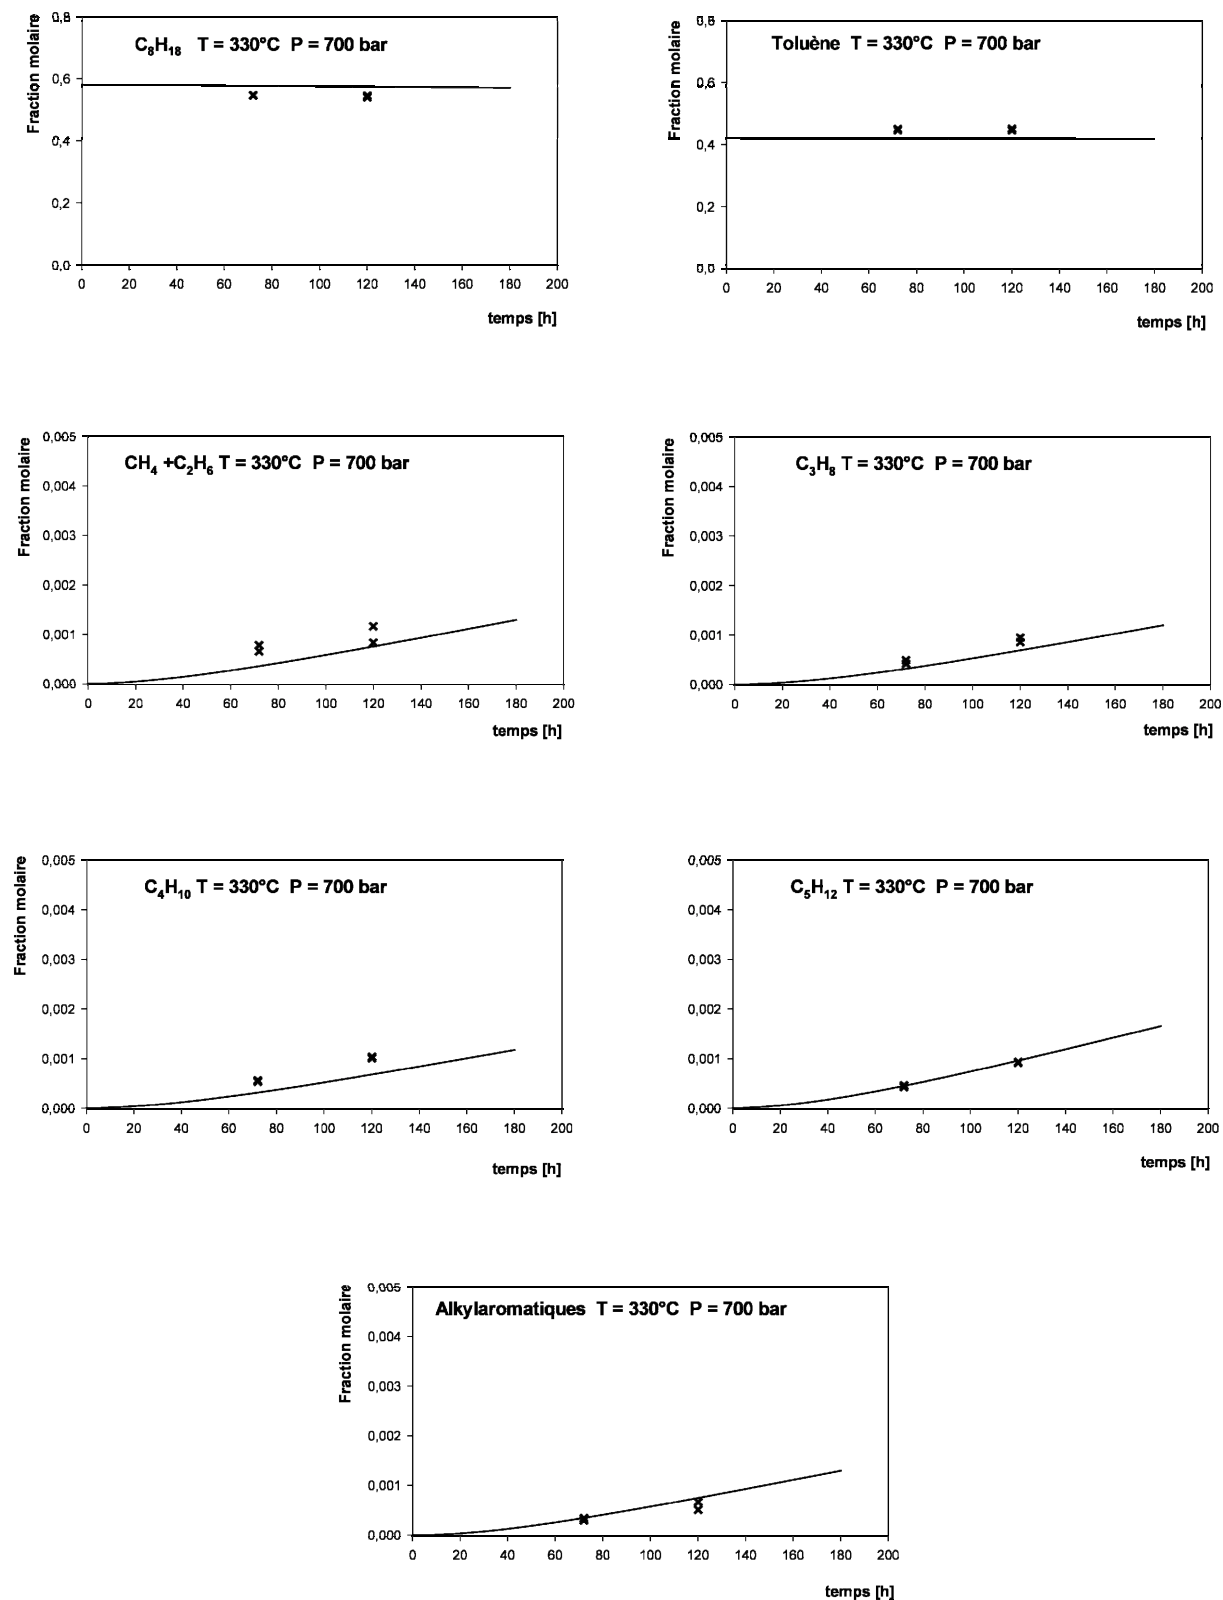 C8H18 T = 330°C P = 700 bar
Fraction molaire
0,8
0,6
0,4
0,2
0,0
0 20 40 60 80 100 120 140 160 180 200
temps [h]
Toluène T = 330°C P = 700 bar
Fraction molaire
0,8
0,6
0,4
0,2
0,0
0 20 40 60 80 100 120 140 160 180 200
temps [h]
CH4 +C2H6 T = 330°C P = 700 bar
Fraction molaire
0,005
0,004
0,003
0,002
0,001
0,000
0 20 40 60 80 100 120 140 160 180 200
temps [h]
C3H8 T = 330°C P = 700 bar
Fraction molaire
0,005
0,004
0,003
0,002
0,001
0,000
0 20 40 60 80 100 120 140 160 180 200
temps [h]
C4H10 T = 330°C P = 700 bar
Fraction molaire
0,005
0,004
0,003
0,002
0,001
0,000
0 20 40 60 80 100 120 140 160 180 200
temps [h]
C5H12 T = 330°C P = 700 bar
Fraction molaire
0,005
0,004
0,003
0,002
0,001
0,000
0 20 40 60 80 100 120 140 160 180 200
temps [h]
Alkylaromatiques T = 330°C P = 700 bar
Fraction molaire
0,005
0,004
0,003
0,002
0,001
0,000
0 20 40 60 80 100 120 140 160 180 200
temps [h]